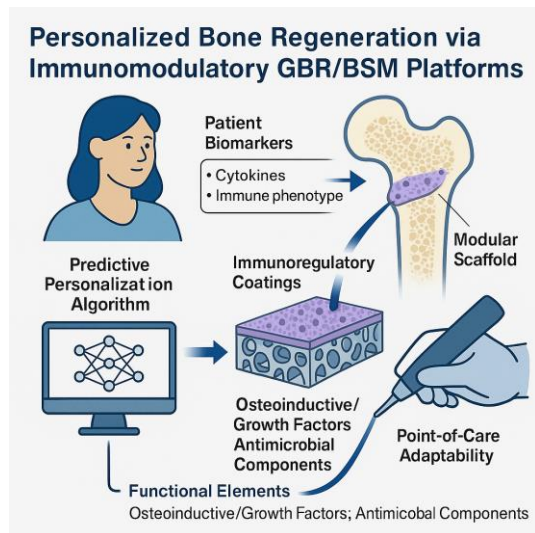 Personalized Bone Regeneration via
Immunomodulatory GBR/BSM Platforms
Patient
Biomarkers
• Cytokines
• Immune phenotype
Modular
Scaffold
Predictive
Personalizat ion
Algorithm
Immunoregulatory
Coatings
Osteoinductive/
Growth Factors
Antimicrobial
Components
Point-of-Care
Adaptability
Functional Elements
Osteoinductive/Growth Factors; Antimicobal Components